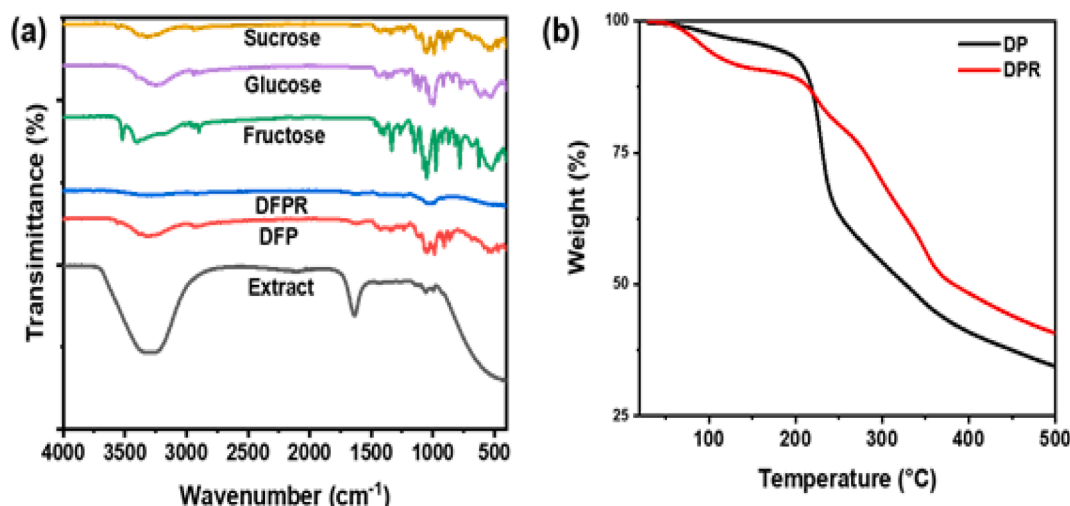 (a)
Sucrose
Glucose
Fructose
DFPR
DFP
Extract
Transimittance (%)
4000 3500 3000 2500 2000 1500 1000 500
Wavenumber (cm⁻¹)
(b)
DP
DPR
100
75
50
25
Weight (%)
100 200 300 400 500
Temperature (°C)